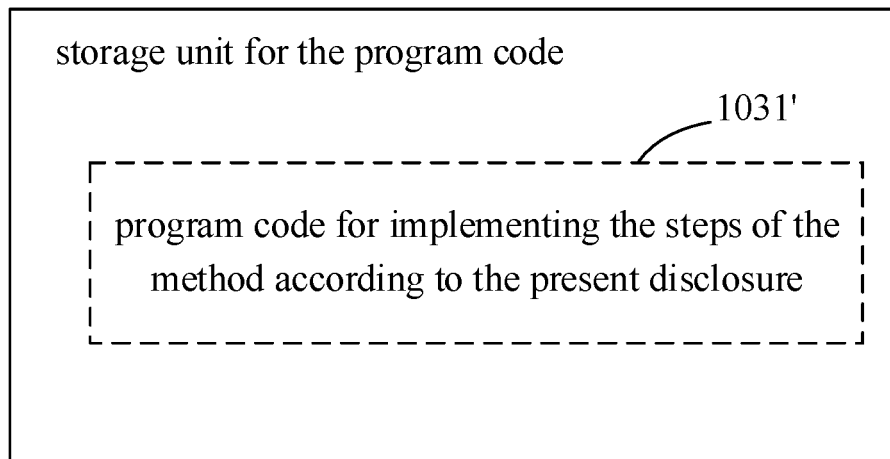 storage unit for the program code
1031'
program code for implementing the steps of the
method according to the present disclosure